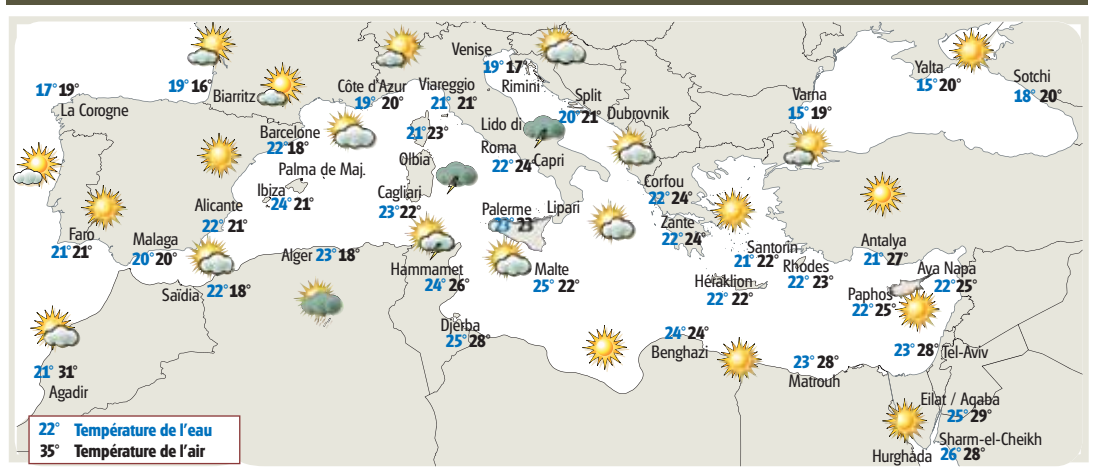 Venise
19° 17°
Rimini
Yalta
15° 20°
Sotchi
18° 20°
17° 19°
La Corogne
19° 16°
Biarritz
Côte d'Azur
19° 20°
Viareggio
21° 21°
Split
20° 21°
Dubrovnik
Varna
15° 19°
Barcelone
22° 18°
21° 23°
Olbia
Lido di
Roma
22° 24°
Capri
Palma de Maj.
Ibiza
24° 21°
Cagliari
23° 22°
Corfou
22° 24°
Alicante
22° 21°
Palerme
23° 23°
Lipari
Zante
22° 24°
Faro
21° 21°
Malaga
20° 20°
Alger 23° 18°
Santorin
21° 22°
Rhodes
22° 23°
Antalya
21° 27°
Hammamet
24° 26°
Malte
25° 22°
Héraklion
22° 22°
Aya Napa
22° 25°
Paphos
22° 25°
Saïdia
22° 18°
Djerba
25° 28°
24° 24°
Benghazi
23° 28°
Tel-Aviv
21° 31°
Agadir
23° 28°
Matrouh
Eilat / Aqaba
25° 29°
Sharm-el-Cheikh
26° 28°
Hurghada
22° Température de l'eau
35° Température de l'air